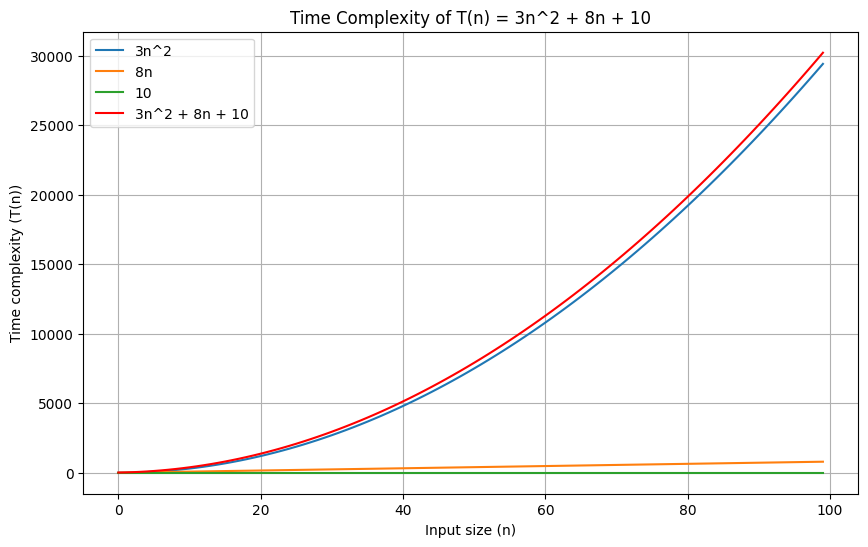 Time Complexity of T(n) = 3n^2 + 8n + 10
3n^2
8n
10
3n^2 + 8n + 10
Time complexity (T(n))
30000
25000
20000
15000
10000
5000
0
0 20 40 60 80 100
Input size (n)